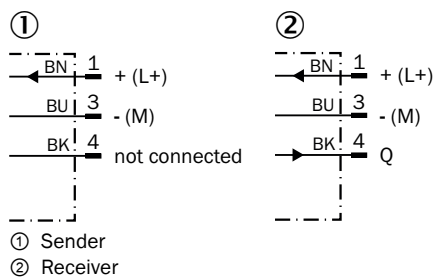 ① ②
BN 1 + (L+) BN 1 + (L+)
BU 3 - (M) BU 3 - (M)
BK 4 not connected BK 4 Q
① Sender
② Receiver